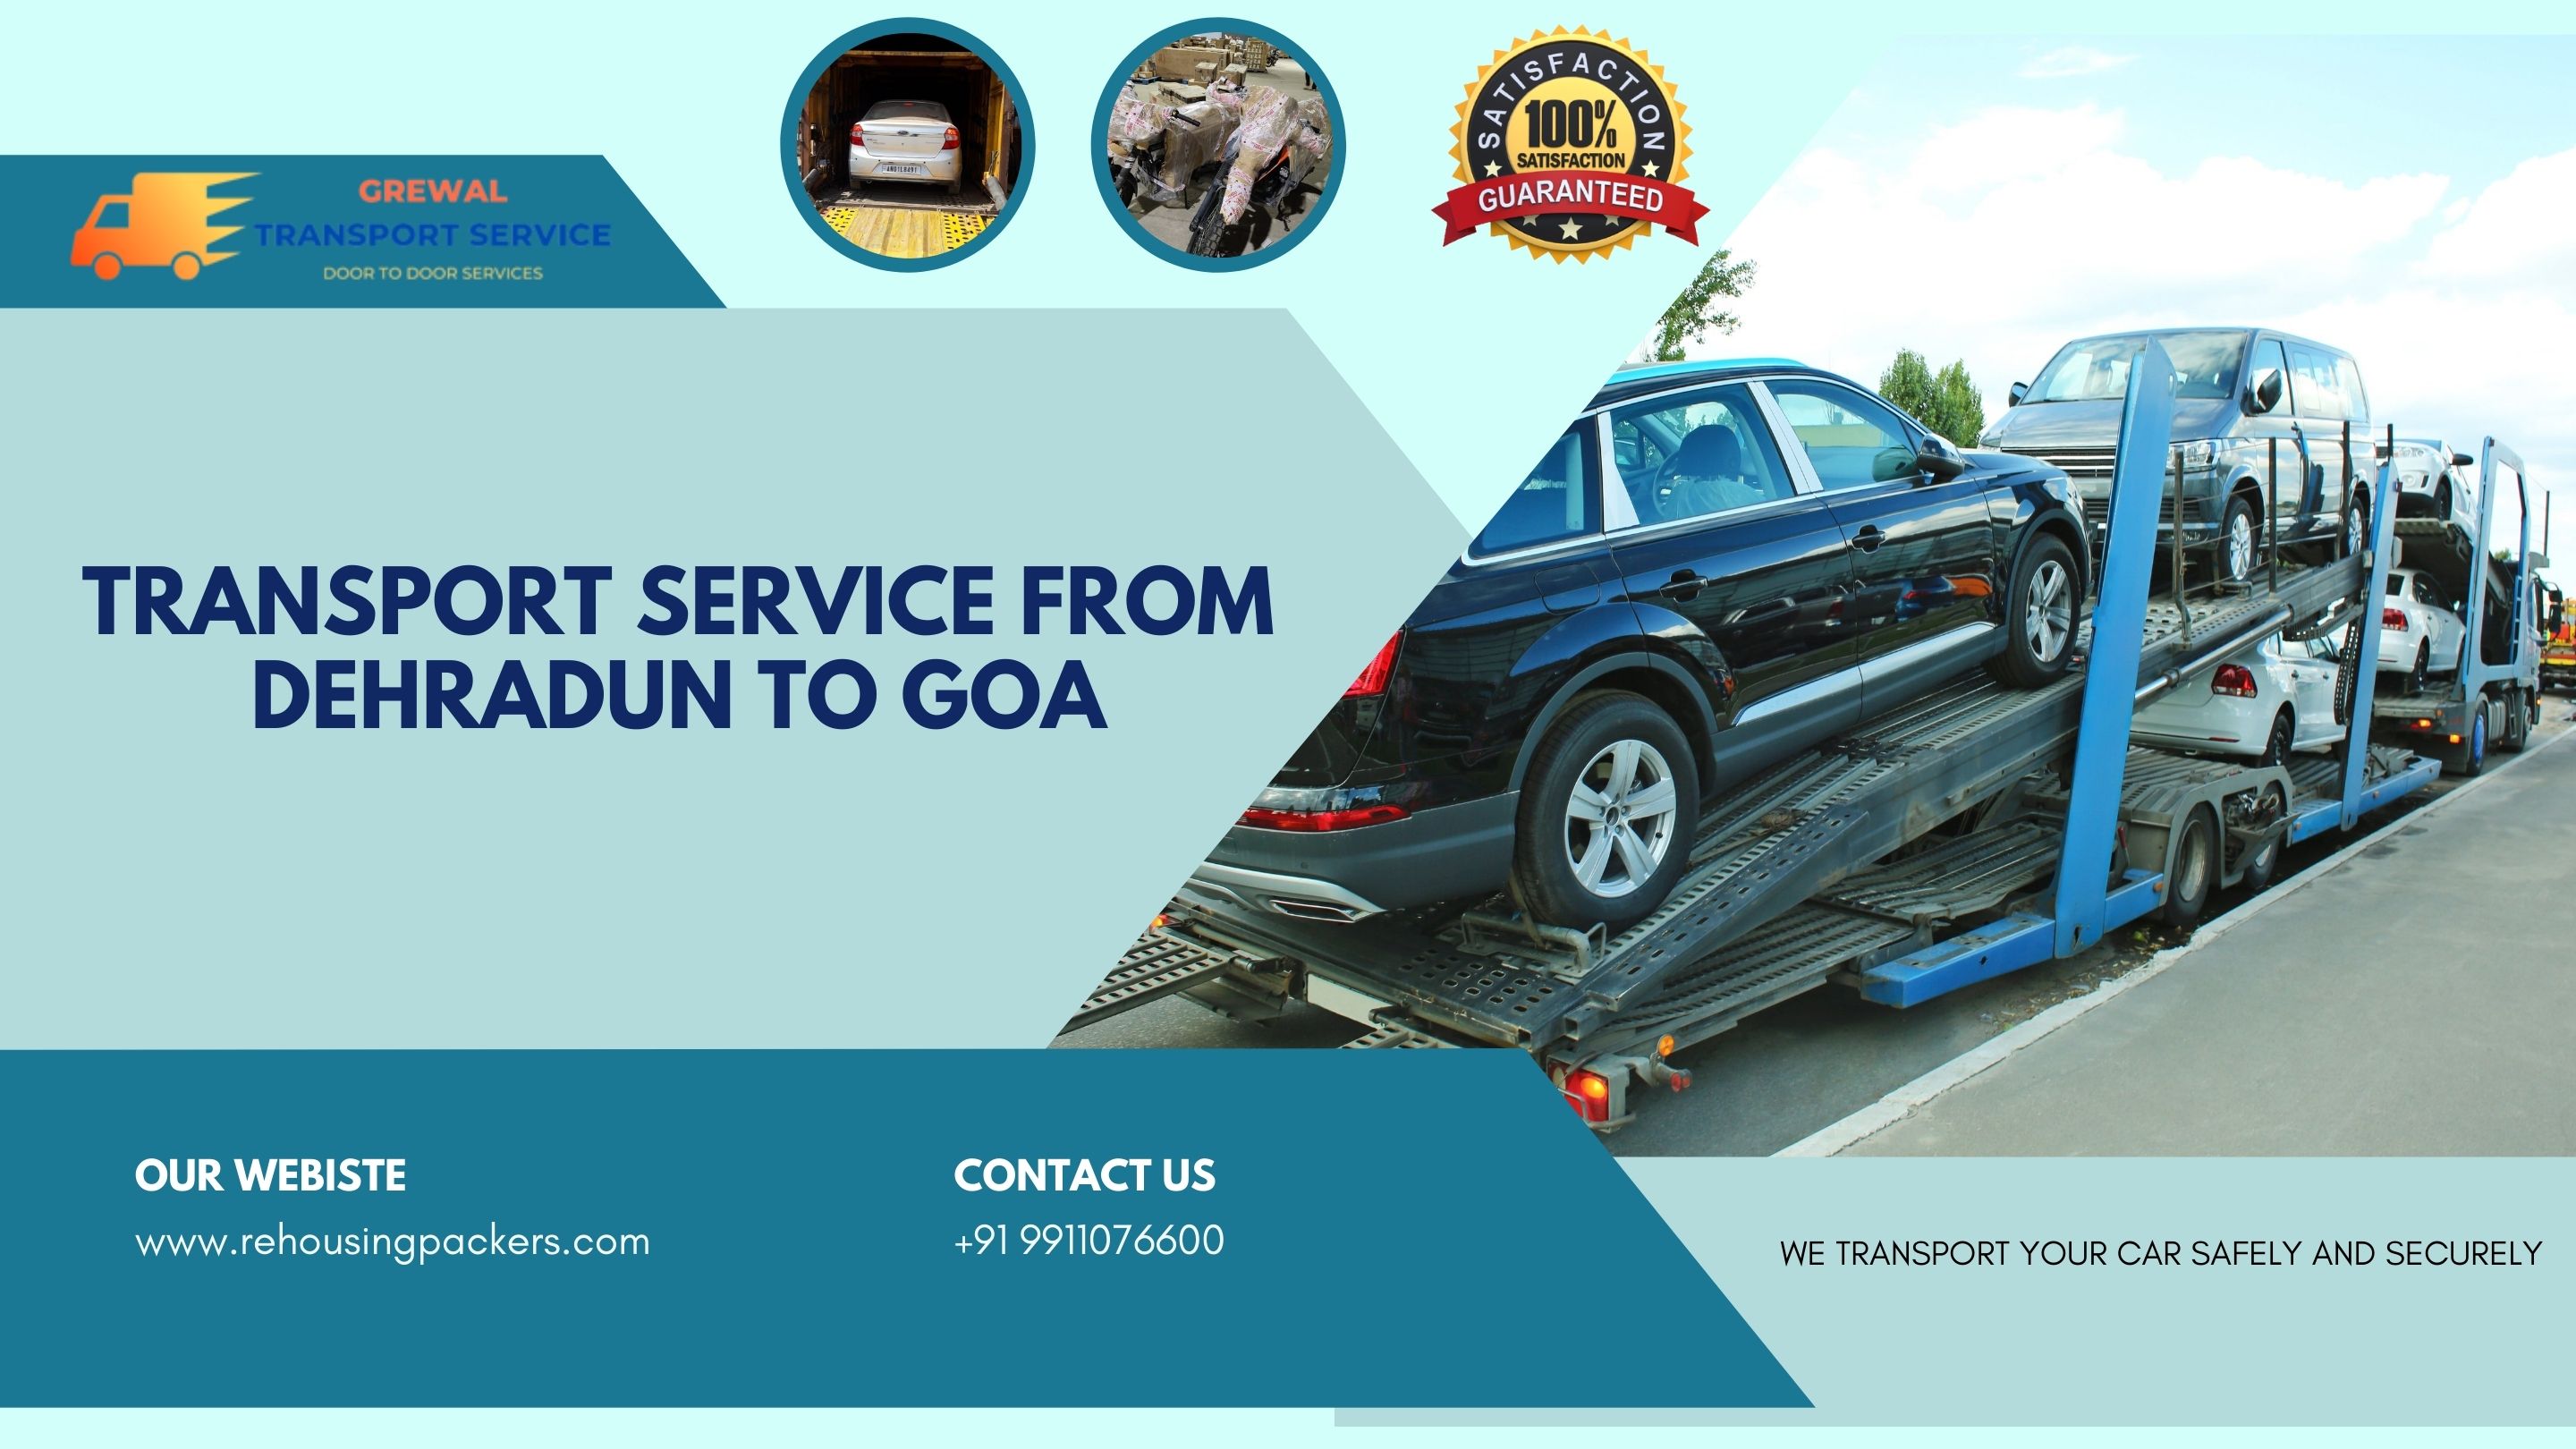 GREWAL
TRANSPORT SERVICE
DOOR TO DOOR SERVICES
SATISFACTION
100%
SATISFACTION
GUARANTEED
TRANSPORT SERVICE FROM
DEHRADUN TO GOA
OUR WEBISTE
www.rehousingpackers.com
CONTACT US
+91 9911076600
WE TRANSPORT YOUR CAR SAFELY AND SECURELY